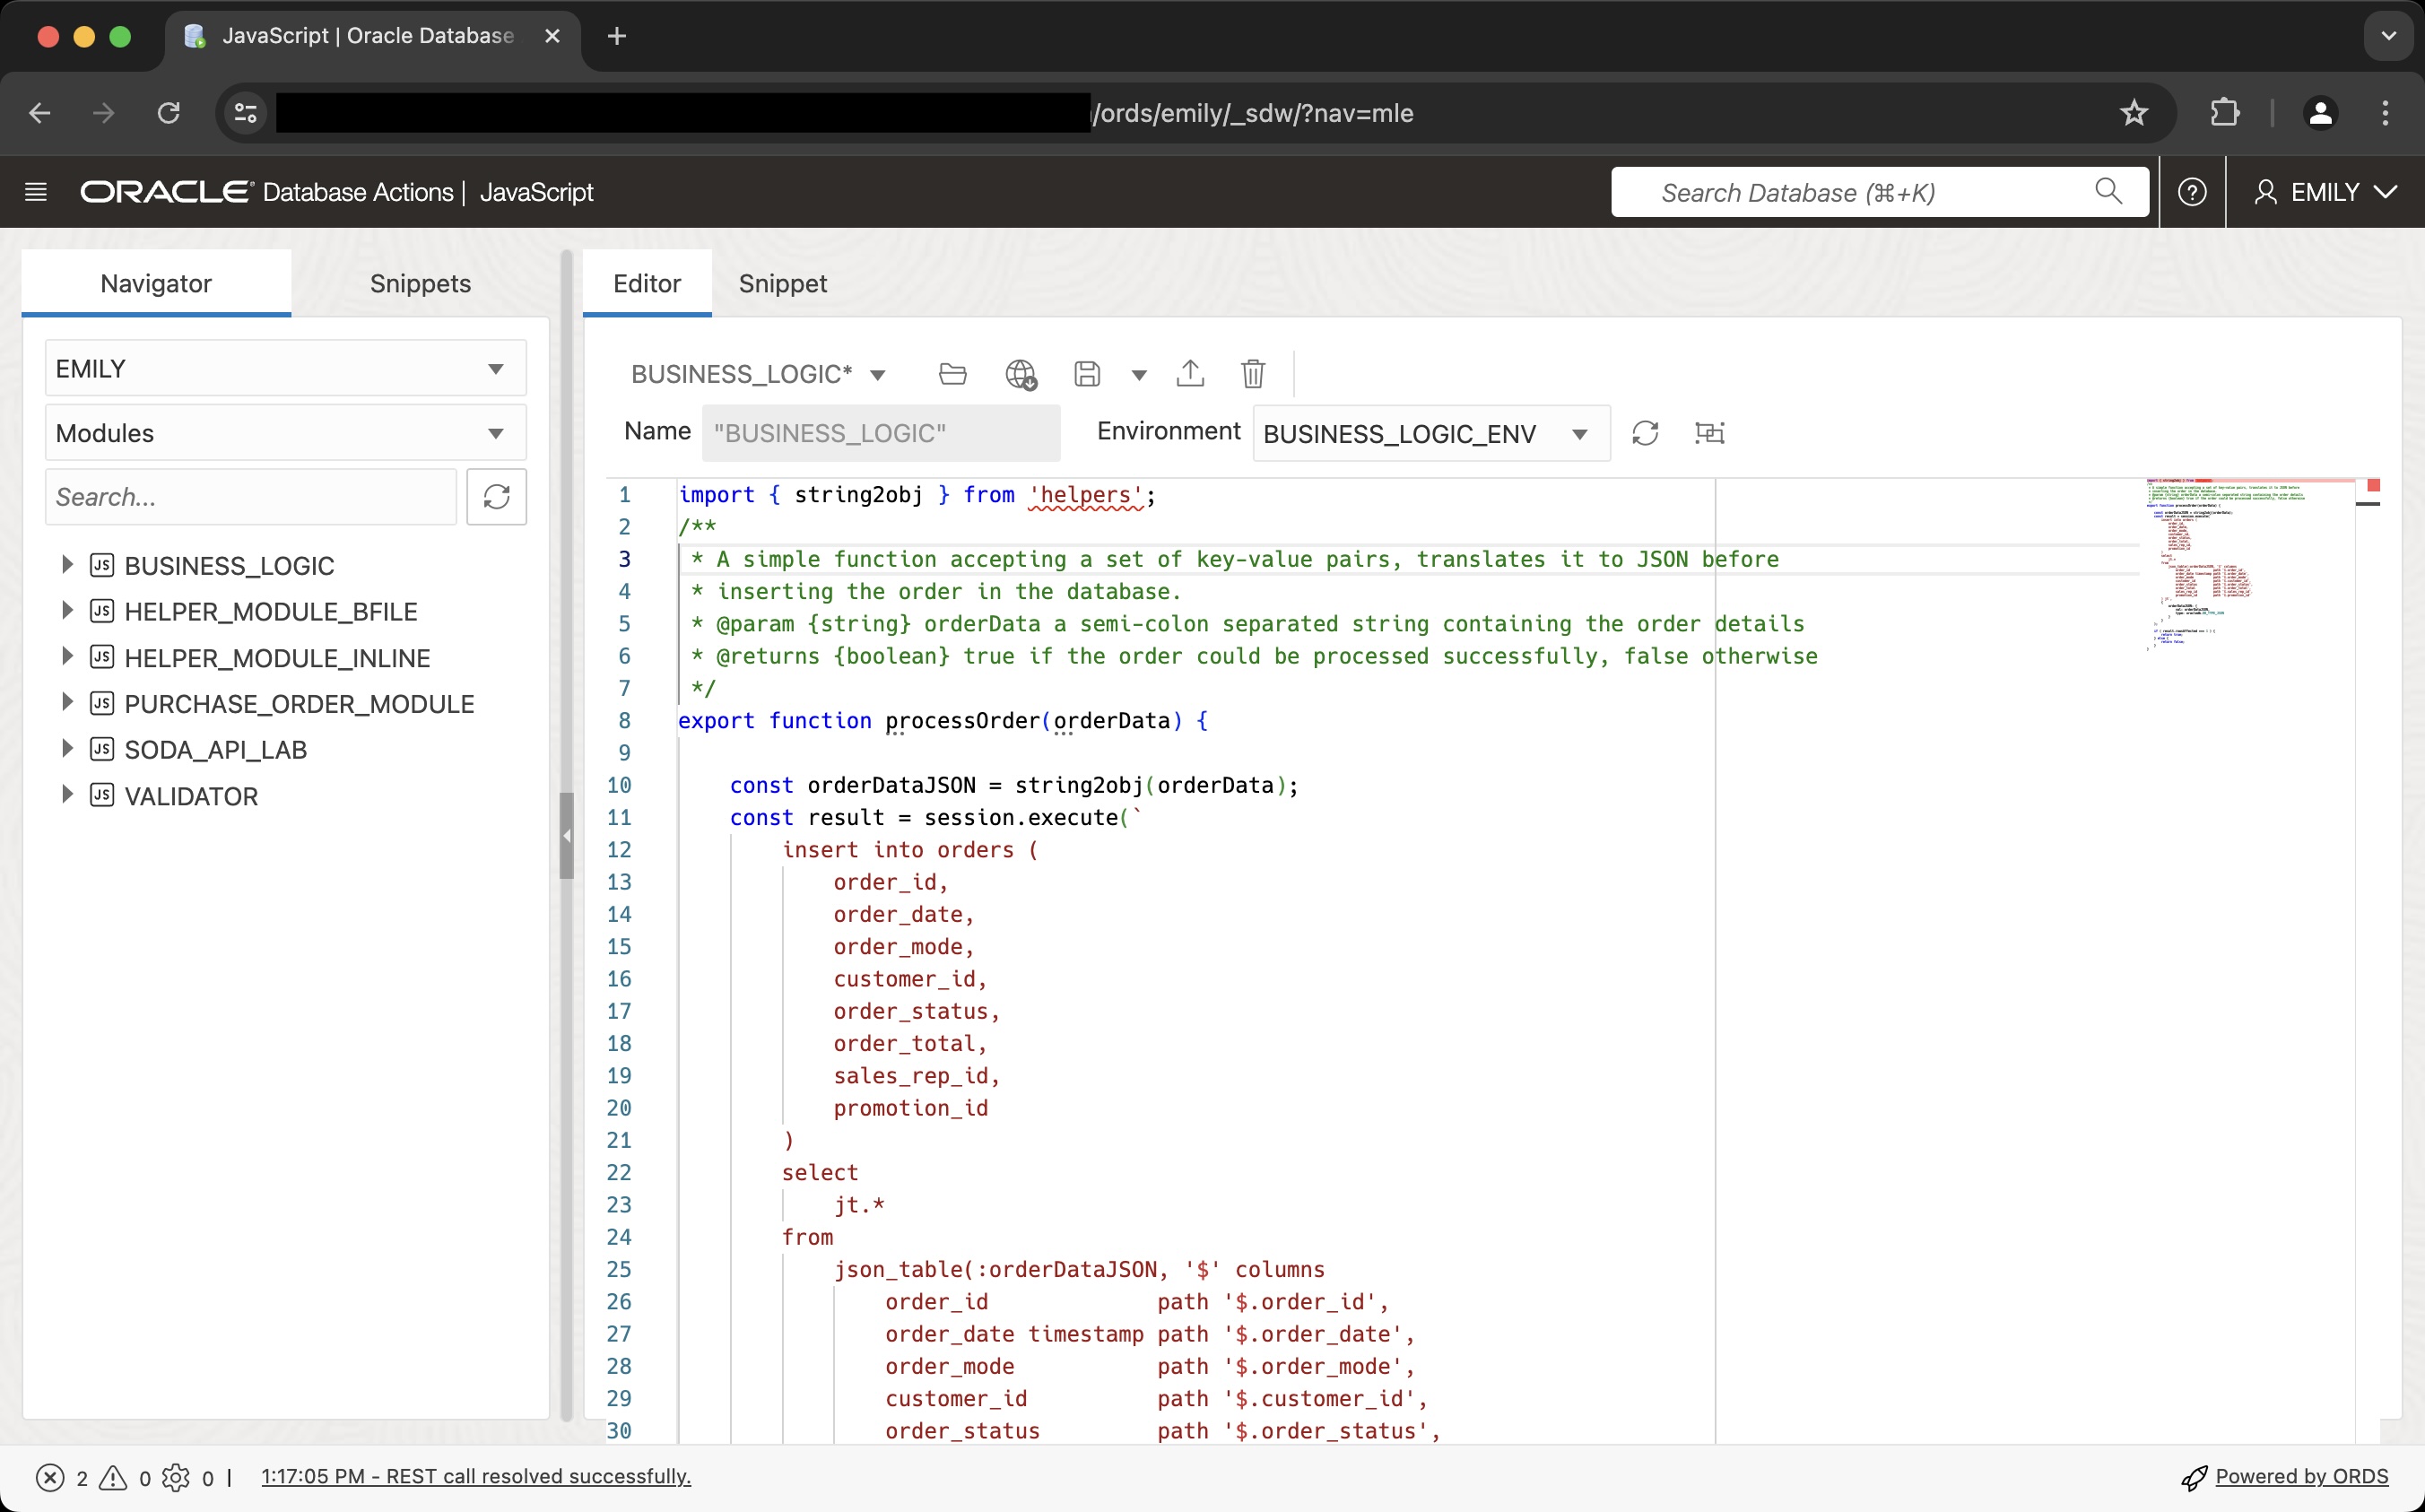 JavaScript | Oracle Database
/ords/emily/_sdw/?nav=mle
ORACLE Database Actions | JavaScript
Search Database (⌘+K)
EMILY
Navigator
Snippets
EMILY
Modules
Search...
BUSINESS_LOGIC
HELPER_MODULE_BFILE
HELPER_MODULE_INLINE
PURCHASE_ORDER_MODULE
SODA_API_LAB
VALIDATOR
Editor
Snippet
BUSINESS_LOGIC*
Name "BUSINESS_LOGIC" Environment BUSINESS_LOGIC_ENV
1 import { string2obj } from 'helpers';
2 /**
3 * A simple function accepting a set of key-value pairs, translates it to JSON before
4 * inserting the order in the database.
5 * @param {string} orderData a semi-colon separated string containing the order details
6 * @returns {boolean} true if the order could be processed successfully, false otherwise
7 */
8 export function processOrder(orderData) {
9
10 const orderDataJSON = string2obj(orderData);
11 const result = session.execute(`
12 insert into orders (
13 order_id,
14 order_date,
15 order_mode,
16 customer_id,
17 order_status,
18 order_total,
19 sales_rep_id,
20 promotion_id
21 )
22 select
23 jt.*
24 from
25 json_table(:orderDataJSON, '$' columns
26 order_id path '$.order_id',
27 order_date timestamp path '$.order_date',
28 order_mode path '$.order_mode',
29 customer_id path '$.customer_id',
30 order_status path '$.order_status',
2 0 0 | 1:17:05 PM - REST call resolved successfully.
Powered by ORDS